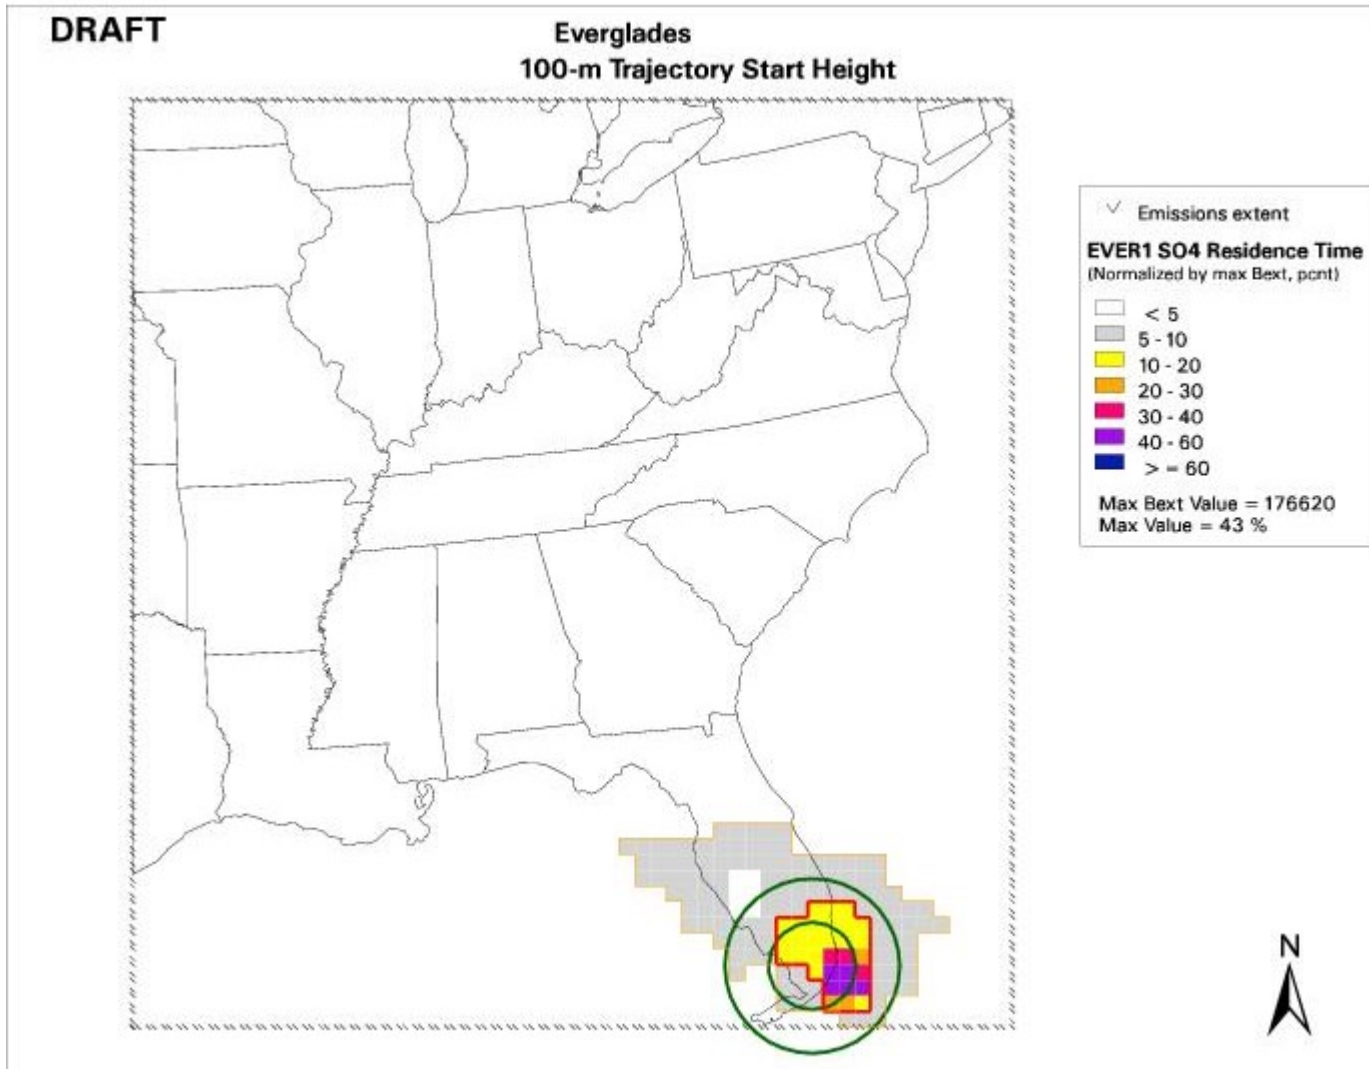 DRAFT
Everglades
100-m Trajectory Start Height
Emissions extent
EVER1 SO4 Residence Time
(Normalized by max Bext, pcnt)
< 5
5 - 10
10 - 20
20 - 30
30 - 40
40 - 60
> = 60
Max Bext Value = 176620
Max Value = 43 %
N